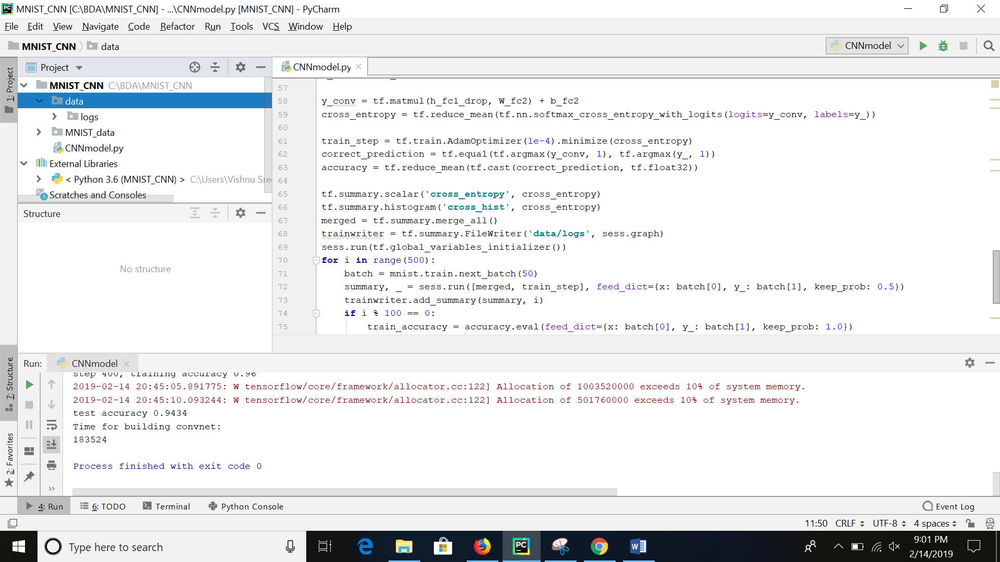 MNIST_CNN [C:\BDA\MNIST_CNN] - ...\CNNmodel.py [MNIST_CNN] - PyCharm
File Edit View Navigate Code Refactor Run Tools VCS Window Help
MNIST_CNN data
CNNmodel
1: Project
Project
CNNmodel.py
MNIST_CNN C:\BDA\MNIST_CNN
data
logs
MNIST_data
CNNmodel.py
External Libraries
< Python 3.6 (MNIST_CNN) > C:\Users\Vishnu Sree
Scratches and Consoles
Structure
No structure
57
58 y_conv = tf.matmul(h_fc1_drop, W_fc2) + b_fc2
59 cross_entropy = tf.reduce_mean(tf.nn.softmax_cross_entropy_with_logits(logits=y_conv, labels=y_))
60
61 train_step = tf.train.AdamOptimizer(1e-4).minimize(cross_entropy)
62 correct_prediction = tf.equal(tf.argmax(y_conv, 1), tf.argmax(y_, 1))
63 accuracy = tf.reduce_mean(tf.cast(correct_prediction, tf.float32))
64
65 tf.summary.scalar('cross_entropy', cross_entropy)
66 tf.summary.histogram('cross_hist', cross_entropy)
67 merged = tf.summary.merge_all()
68 trainwriter = tf.summary.FileWriter('data/logs', sess.graph)
69 sess.run(tf.global_variables_initializer())
70 for i in range(500):
71 batch = mnist.train.next_batch(50)
72 summary, _ = sess.run([merged, train_step], feed_dict={x: batch[0], y_: batch[1], keep_prob: 0.5})
73 trainwriter.add_summary(summary, i)
74 if i % 100 == 0:
75 train_accuracy = accuracy.eval(feed_dict={x: batch[0], y_: batch[1], keep_prob: 1.0})
7: Structure
2: Favorites
Run: CNNmodel
step 400, training accuracy 0.96
2019-02-14 20:45:05.891775: W tensorflow/core/framework/allocator.cc:122] Allocation of 1003520000 exceeds 10% of system memory.
2019-02-14 20:45:10.093244: W tensorflow/core/framework/allocator.cc:122] Allocation of 501760000 exceeds 10% of system memory.
test accuracy 0.9434
Time for building convnet:
183524
Process finished with exit code 0
4: Run 6: TODO Terminal Python Console Event Log
11:50 CRLF UTF-8 4 spaces
Type here to search
9:01 PM
2/14/2019